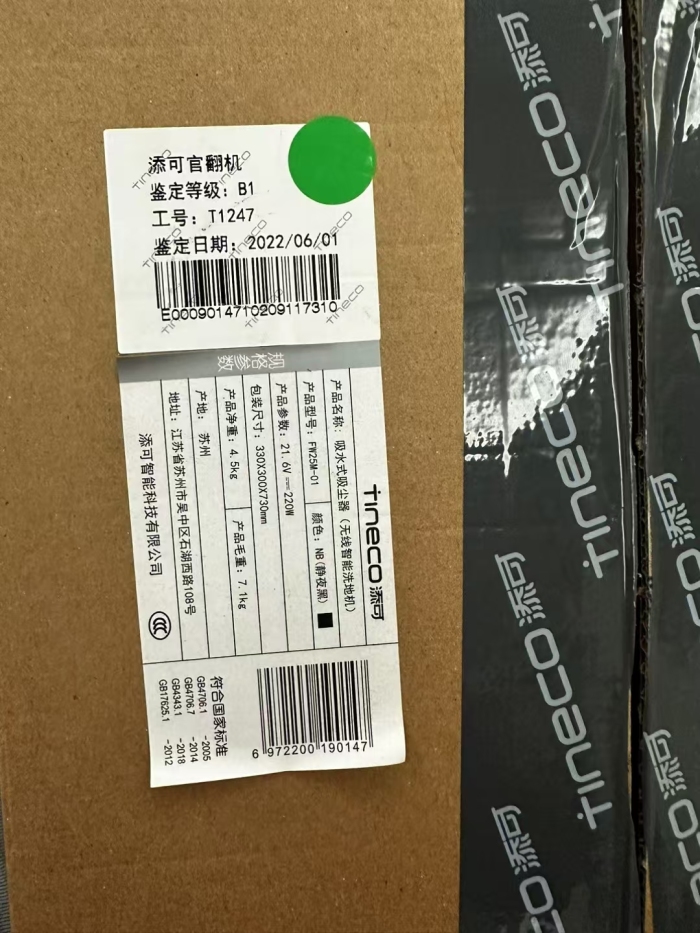 添可官翻机
鉴定等级：B1
工号：T1247
鉴定日期：2022/06/01
E0009014710209117310
规格参数
TINECO 添可
产品名称：吸水式吸尘器（无线智能洗地机）
产品型号：FW25M-01 颜色：NB(静夜黑)
产品参数：21.6V⎓220W
包装尺寸：330X300X730mm
产品净重：4.5kg 产品毛重：7.1kg
产地：苏州
地址：江苏省苏州市吴中区石湖西路108号
添可智能科技有限公司
CCC
6 972200 190147
符合国家标准
GB4706.1 -2005
GB4706.7 -2014
GB4343.1 -2018
GB17625.1 -2012
TINECO 添可
TINECO 添可
TINECO 添可
TINECO 添可